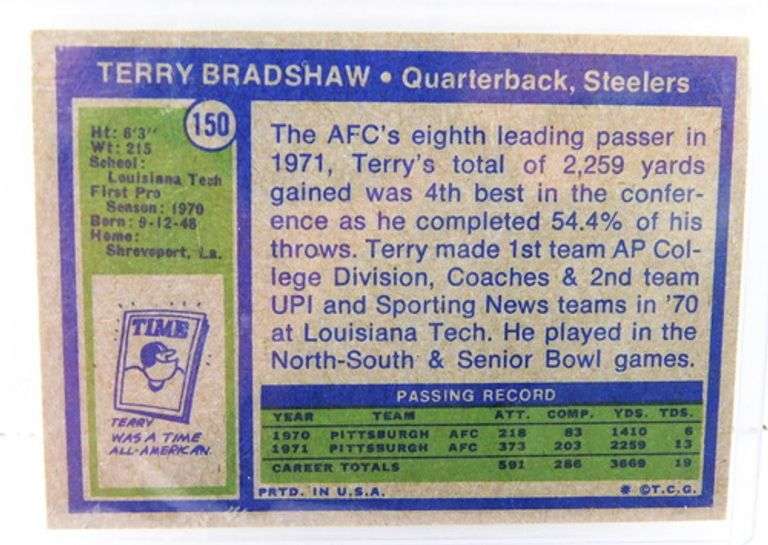 TERRY BRADSHAW • Quarterback, Steelers
150
Ht: 6'3"
Wt: 215
School:
Louisiana Tech
First Pro
Season: 1970
Born: 9-12-48
Home:
Shreveport, La.
The AFC's eighth leading passer in
1971, Terry's total of 2,259 yards
gained was 4th best in the confer-
ence as he completed 54.4% of his
throws. Terry made 1st team AP Col-
lege Division, Coaches & 2nd team
UPI and Sporting News teams in '70
at Louisiana Tech. He played in the
North-South & Senior Bowl games.
TIME
TERRY
WAS A TIME
ALL-AMERICAN.
PASSING RECORD
YEAR TEAM ATT. COMP. YDS. TDS.
1970 PITTSBURGH AFC 218 83 1410 6
1971 PITTSBURGH AFC 373 203 2259 13
CAREER TOTALS 591 286 3669 19
PRTD. IN U.S.A. * ©T.C.G.